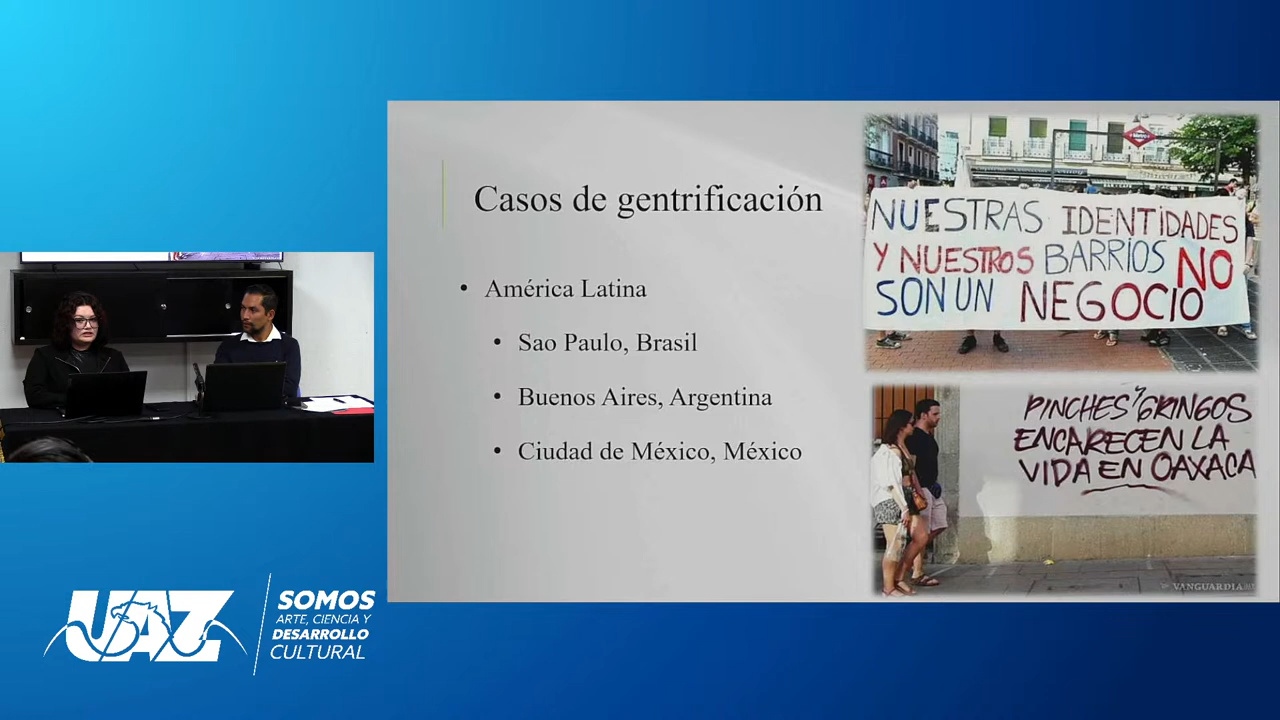 Casos de gentrificación
• América Latina
• Sao Paulo, Brasil
• Buenos Aires, Argentina
• Ciudad de México, México
NUESTRAS IDENTIDADES
Y NUESTROS BARRIOS NO
SON UN NEGOCIO
PINCHES GRINGOS
ENCARECEN LA
VIDA EN OAXACA
VANGUARDIA
UAZ
SOMOS
ARTE, CIENCIA Y
DESARROLLO
CULTURAL